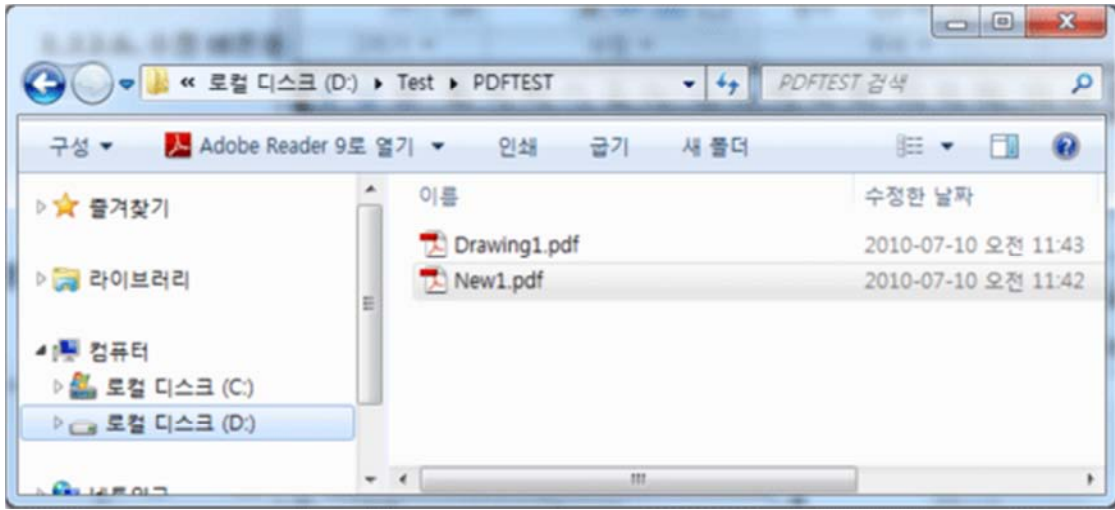 « 로컬 디스크 (D:) ▸ Test ▸ PDFTEST
PDFTEST 검색
구성 Adobe Reader 9로 열기 인쇄 굽기 새 폴더
즐겨찾기
라이브러리
컴퓨터
로컬 디스크 (C:)
로컬 디스크 (D:)
이름 수정한 날짜
Drawing1.pdf 2010-07-10 오전 11:43
New1.pdf 2010-07-10 오전 11:42